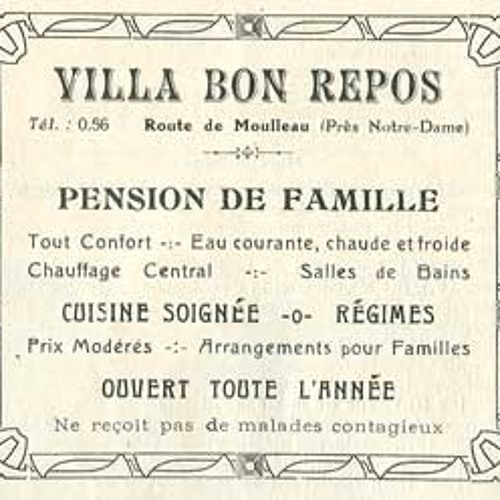 VILLA BON REPOS
Tél. : 0.56 Route de Moulleau (Près Notre-Dame)
PENSION DE FAMILLE
Tout Confort -:- Eau courante, chaude et froide
Chauffage Central -:- Salles de Bains
CUISINE SOIGNÉE -o- RÉGIMES
Prix Modérés -:- Arrangements pour Familles
OUVERT TOUTE L'ANNÉE
Ne reçoit pas de malades contagieux